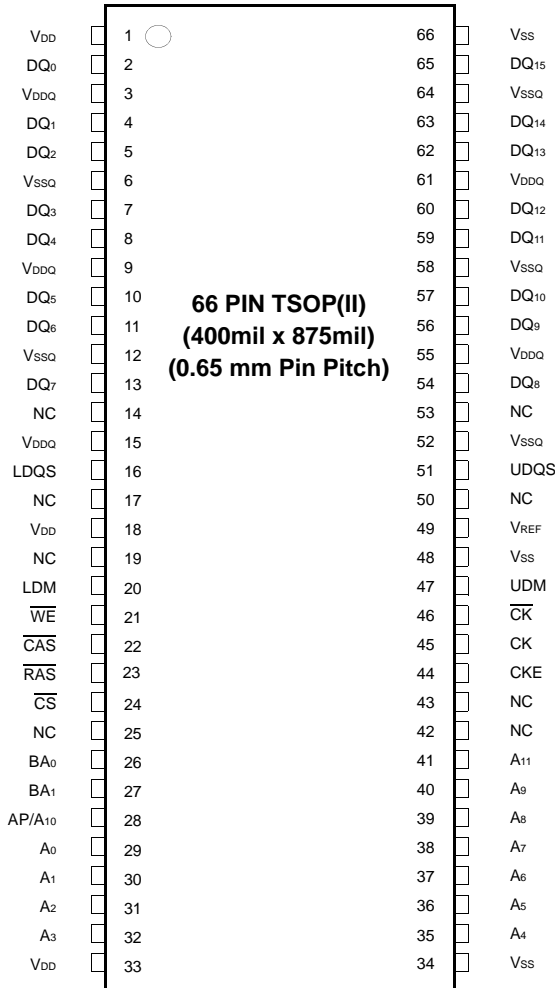 VDD 1 66 VSS
DQ0 2 65 DQ15
VDDQ 3 64 VSSQ
DQ1 4 63 DQ14
DQ2 5 62 DQ13
VSSQ 6 61 VDDQ
DQ3 7 60 DQ12
DQ4 8 59 DQ11
VDDQ 9 58 VSSQ
DQ5 10 57 DQ10
66 PIN TSOP(II)
DQ6 11 56 DQ9
(400mil x 875mil)
VSSQ 12 55 VDDQ
(0.65 mm Pin Pitch)
DQ7 13 54 DQ8
NC 14 53 NC
VDDQ 15 52 VSSQ
LDQS 16 51 UDQS
NC 17 50 NC
VDD 18 49 VREF
NC 19 48 VSS
LDM 20 47 UDM
W̅E̅ 21 46 C̅K̅
C̅A̅S̅ 22 45 CK
R̅A̅S̅ 23 44 CKE
C̅S̅ 24 43 NC
NC 25 42 NC
BA0 26 41 A11
BA1 27 40 A9
AP/A10 28 39 A8
A0 29 38 A7
A1 30 37 A6
A2 31 36 A5
A3 32 35 A4
VDD 33 34 VSS